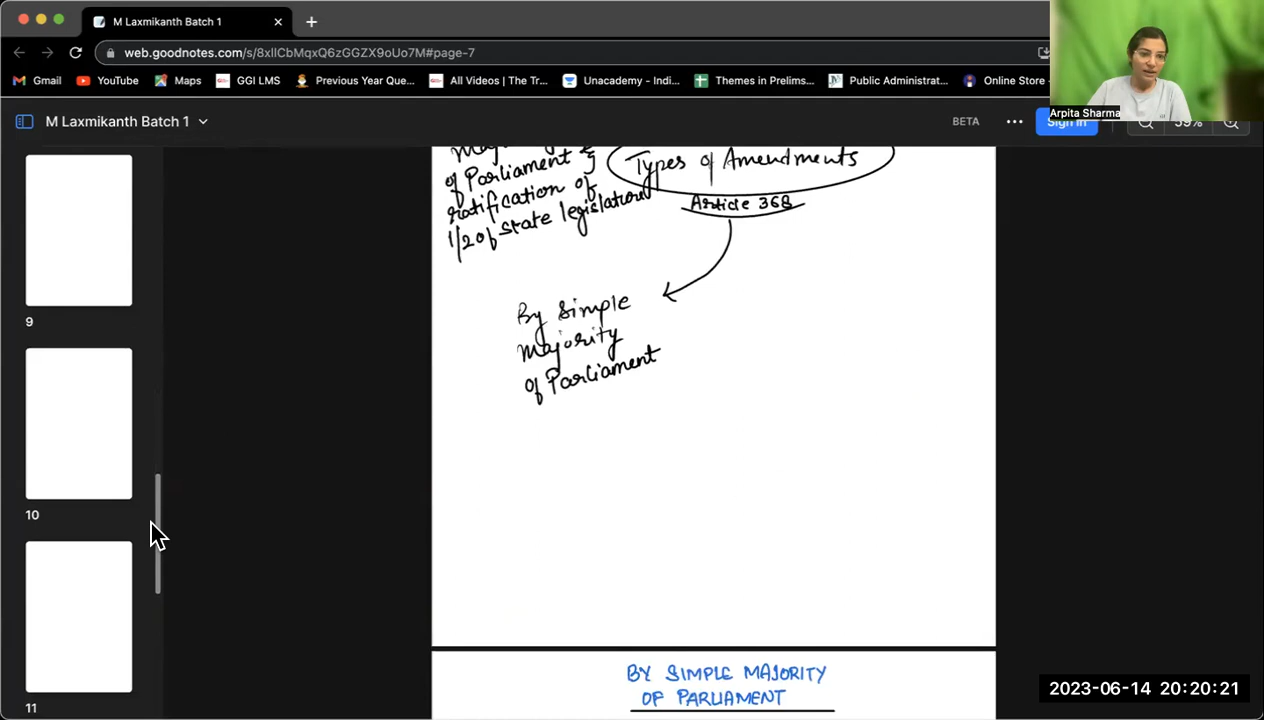 M Laxmikanth Batch 1
web.goodnotes.com/s/8xIICbMqxQ6zGGZX9oUo7M#page-7
Gmail YouTube Maps GGI LMS Previous Year Que... All Videos | The Tr... Unacademy - Indi... Themes in Prelims... Public Administrat... Online Store -
Arpita Sharma
M Laxmikanth Batch 1
BETA
Sign in
59%
of Parliament &
ratification of
1/2 of state legislature
Types of Amendments
Article 368
By Simple
Majority
of Parliament
9
10
11
BY SIMPLE MAJORITY
OF PARLIAMENT
2023-06-14 20:20:21